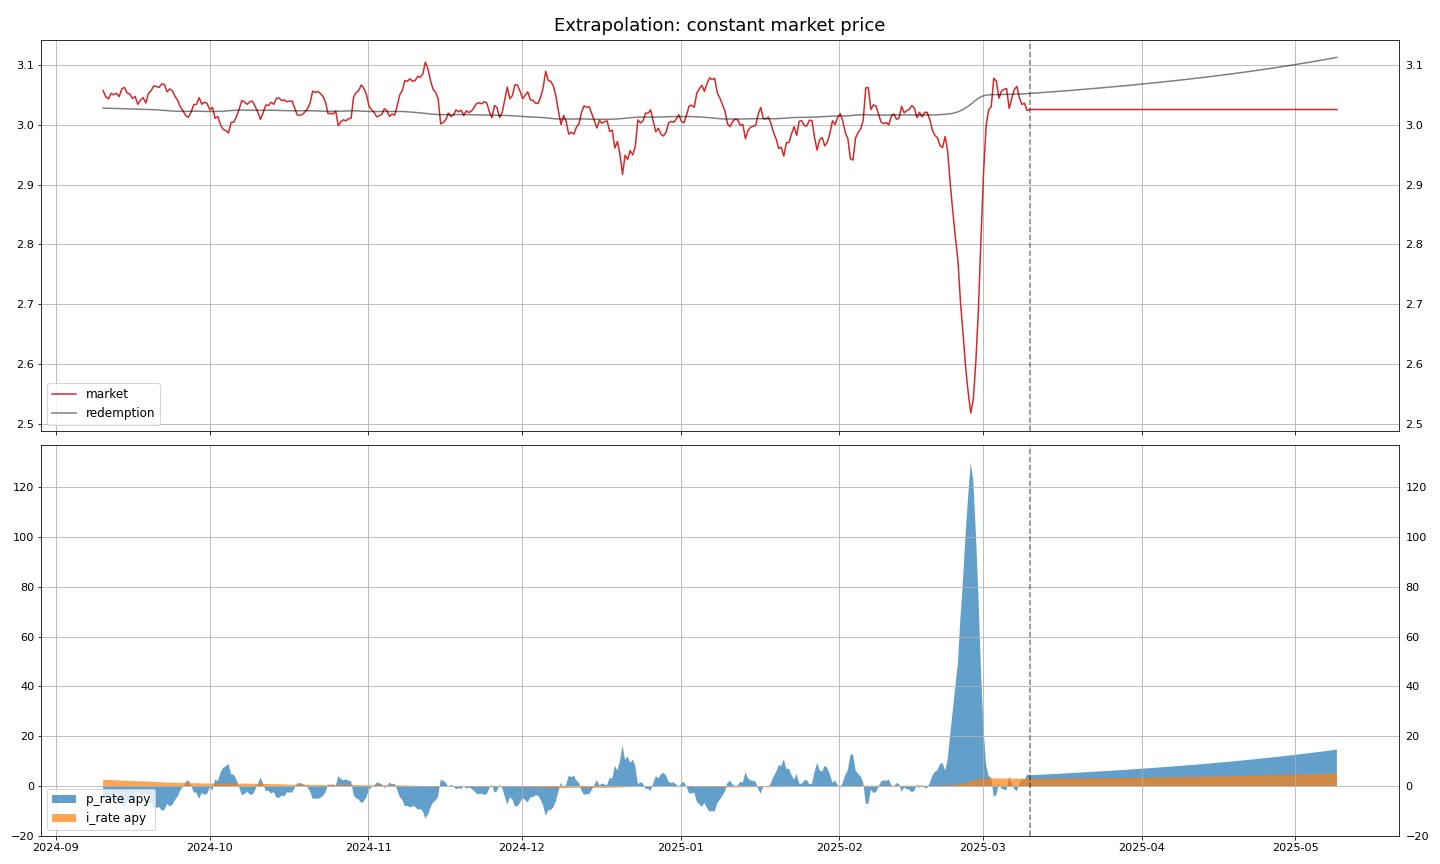 Extrapolation: constant market price
3.1 3.1
3.0 3.0
2.9 2.9
2.8 2.8
2.7 2.7
2.6 2.6
market
redemption
2.5 2.5
120 120
100 100
80 80
60 60
40 40
20 20
0 0
p_rate apy
i_rate apy
−20 −20
2024-09 2024-10 2024-11 2024-12 2025-01 2025-02 2025-03 2025-04 2025-05